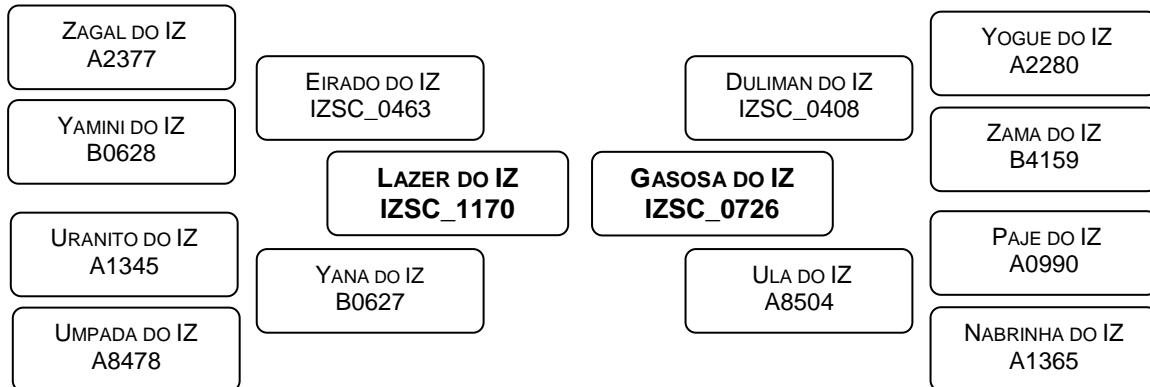 ZAGAL DO IZ
A2377
YAMINI DO IZ
B0628
URANITO DO IZ
A1345
UMPADA DO IZ
A8478
EIRADO DO IZ
IZSC_0463
YANA DO IZ
B0627
LAZER DO IZ
IZSC_1170
GASOSA DO IZ
IZSC_0726
DULIMAN DO IZ
IZSC_0408
ULA DO IZ
A8504
YOGUE DO IZ
A2280
ZAMA DO IZ
B4159
PAJE DO IZ
A0990
NABRINHA DO IZ
A1365